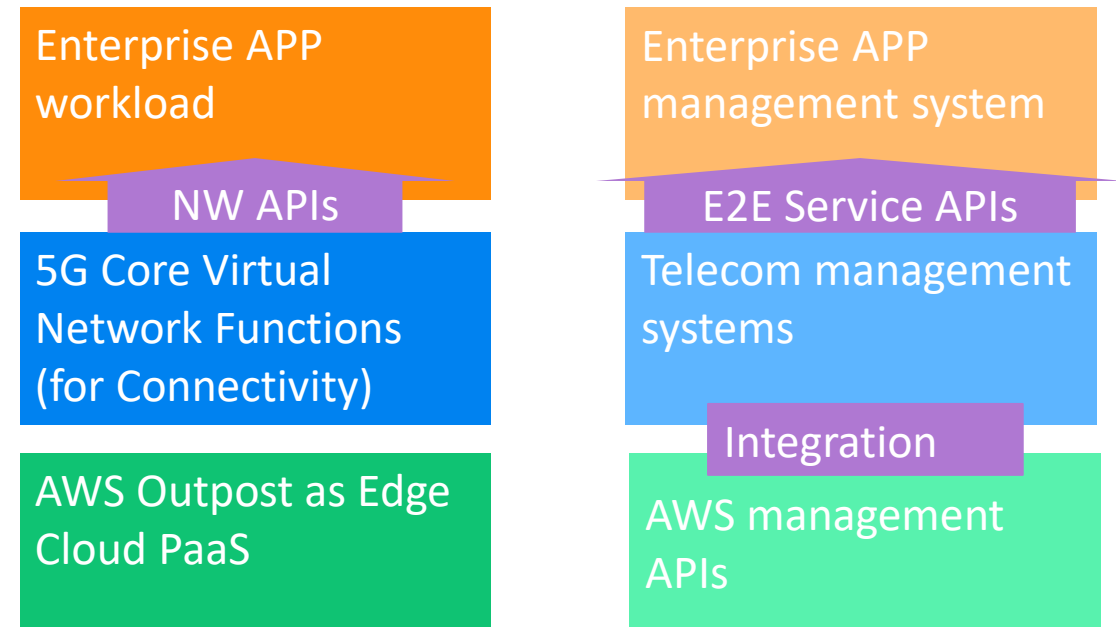 Enterprise APP
workload
NW APIs
5G Core Virtual
Network Functions
(for Connectivity)
AWS Outpost as Edge
Cloud PaaS
Enterprise APP
management system
E2E Service APIs
Telecom management
systems
Integration
AWS management
APIs